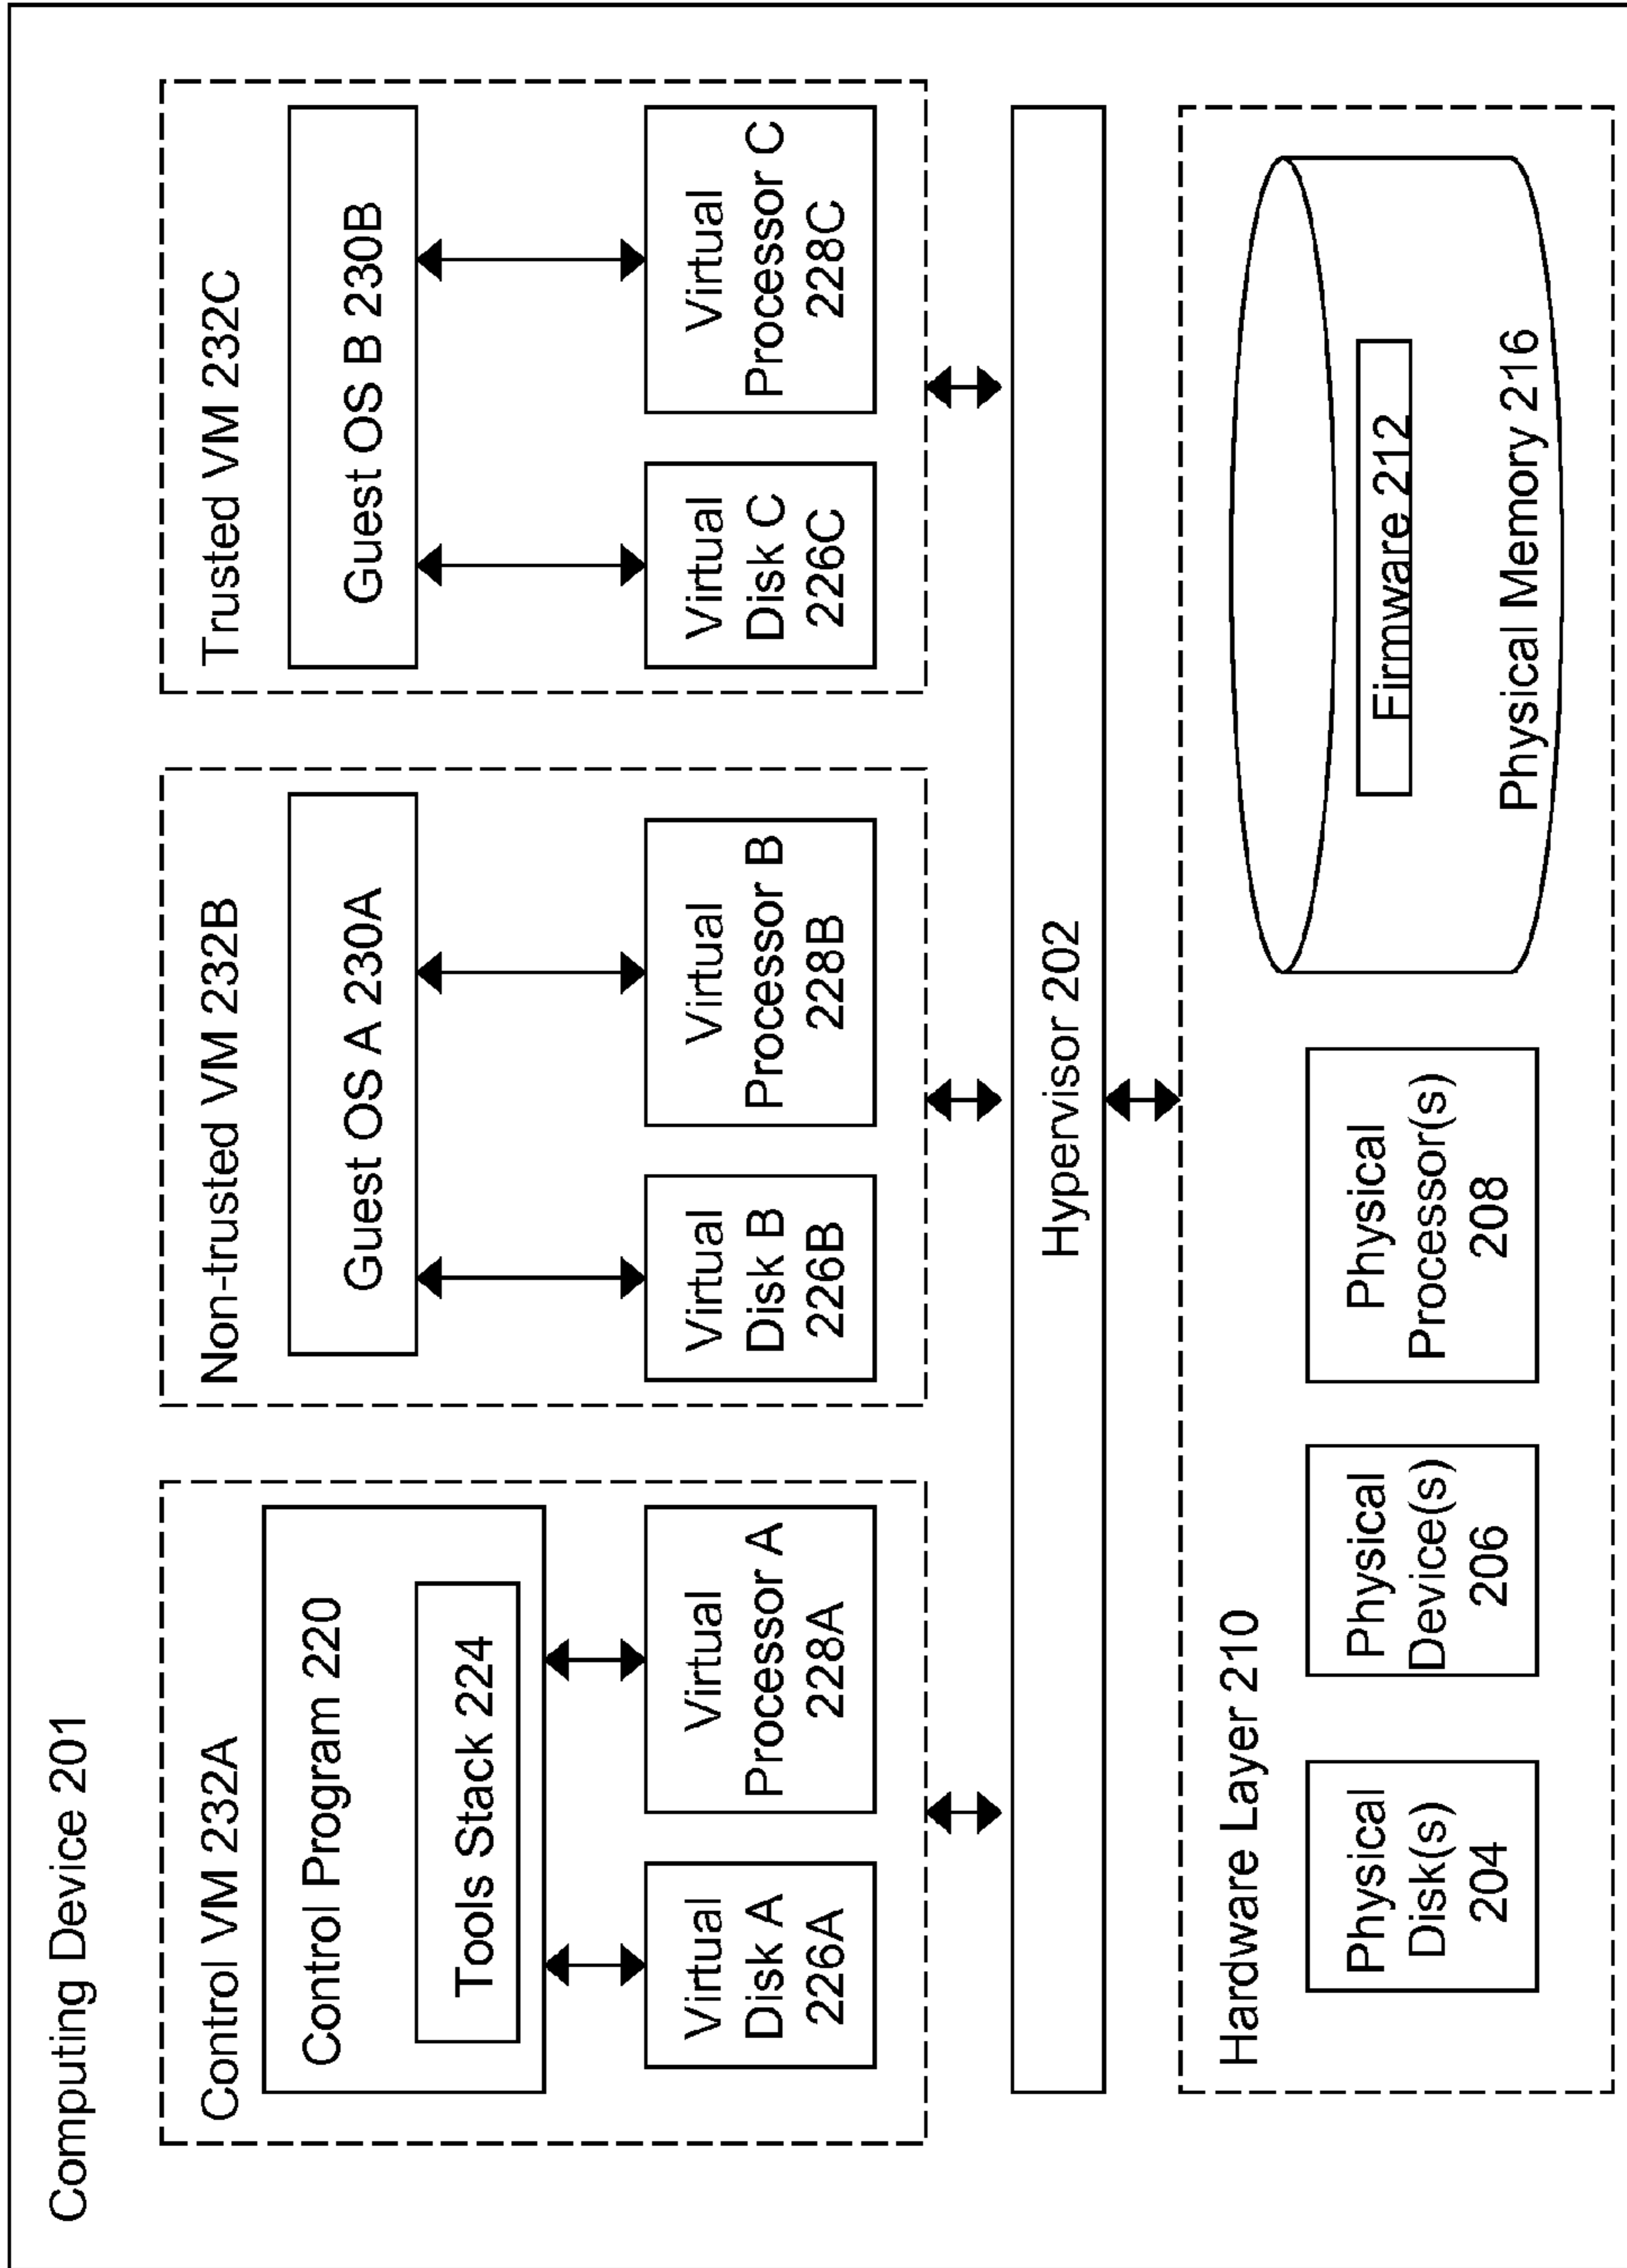 Computing Device 201
Control VM 232A
Control Program 220
Tools Stack 224
Virtual
Disk A
226A
Virtual
Processor A
228A
Non-trusted VM 232B
Guest OS A 230A
Virtual
Disk B
226B
Virtual
Processor B
228B
Trusted VM 232C
Guest OS B 230B
Virtual
Disk C
226C
Virtual
Processor C
228C
Hypervisor 202
Hardware Layer 210
Physical
Disk(s)
204
Physical
Device(s)
206
Physical
Processor(s)
208
Firmware 212
Physical Memory 216